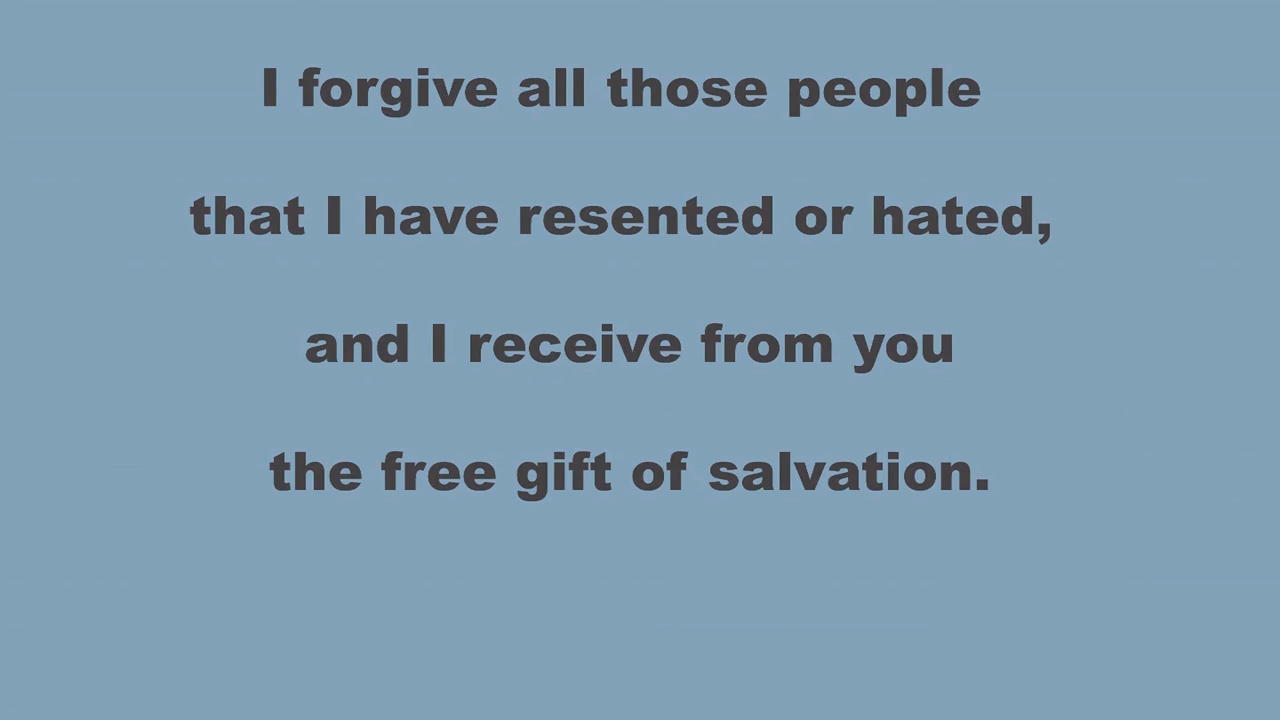 I forgive all those people
that I have resented or hated,
and I receive from you
the free gift of salvation.